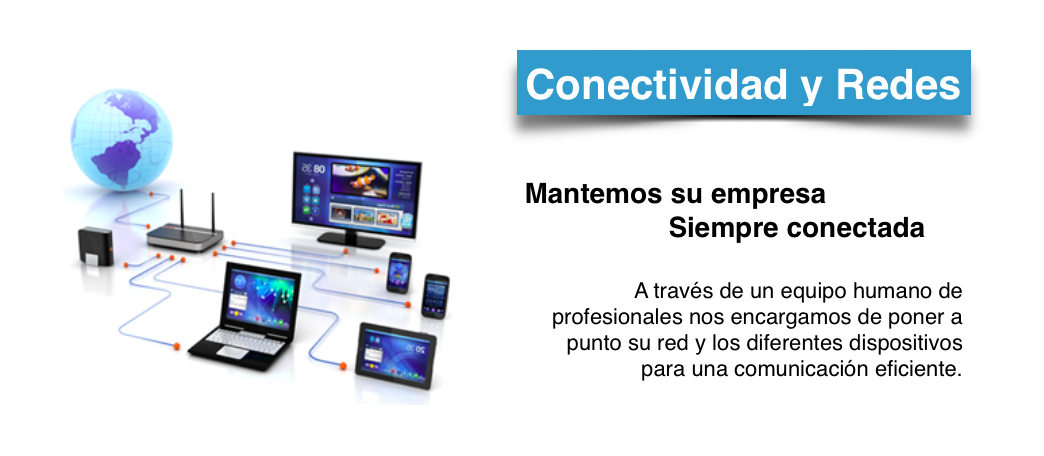 Conectividad y Redes
Mantemos su empresa
Siempre conectada
A través de un equipo humano de
profesionales nos encargamos de poner a
punto su red y los diferentes dispositivos
para una comunicación eficiente.